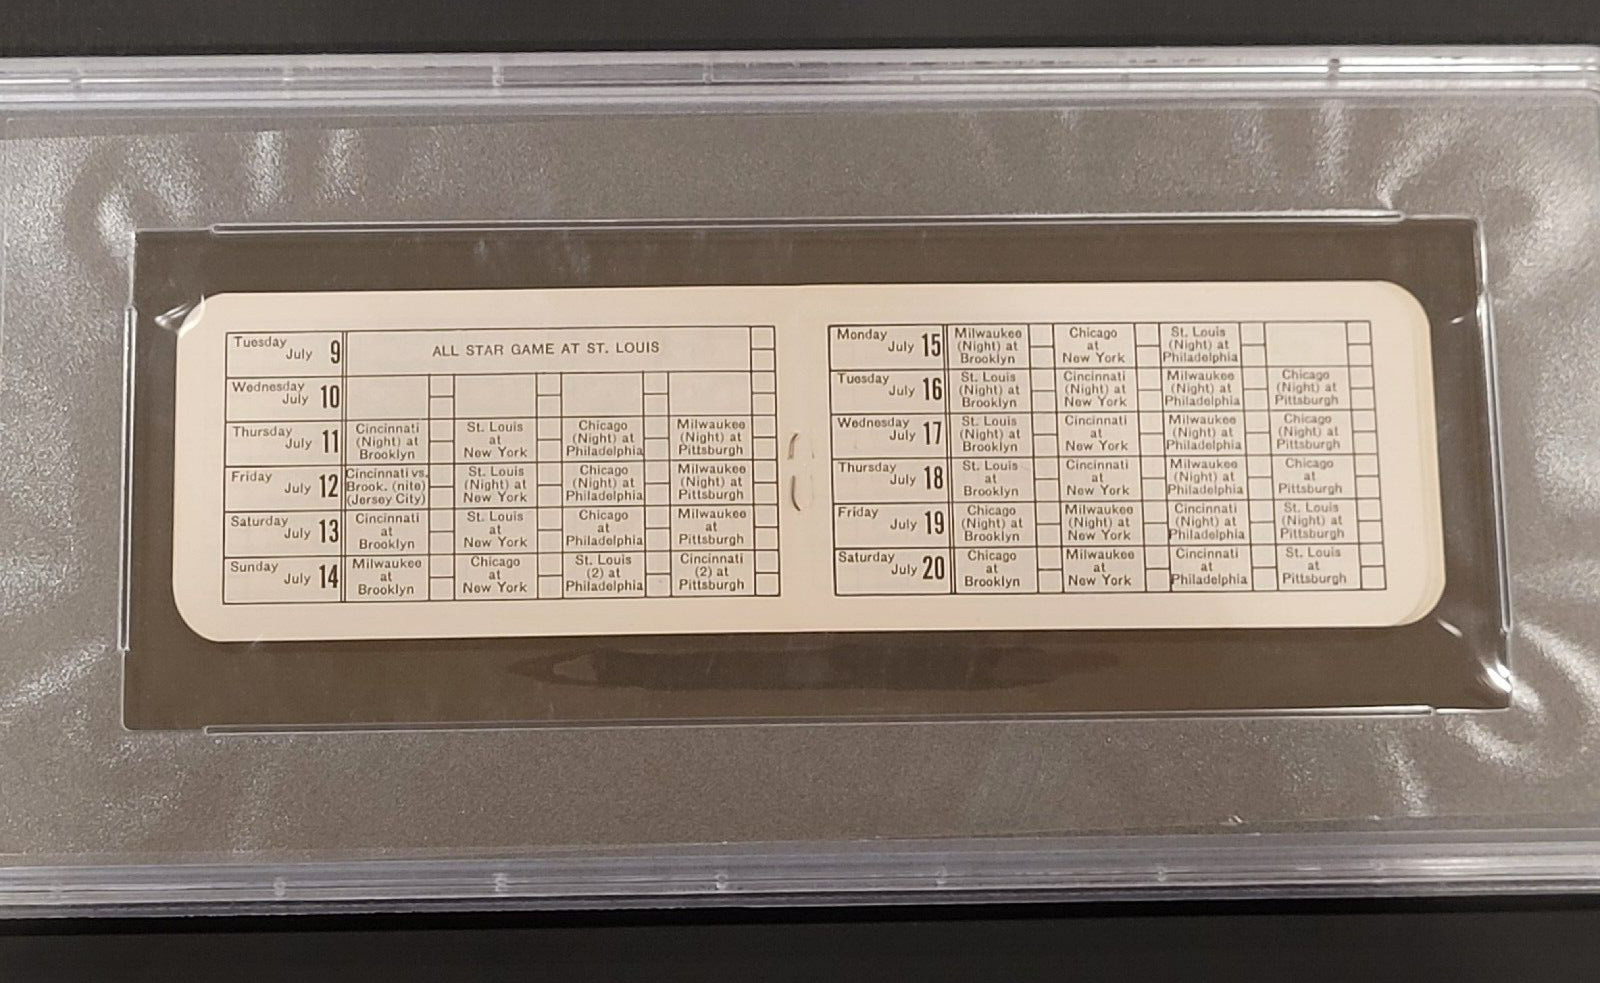 Tuesday
July 9
ALL STAR GAME AT ST. LOUIS
Wednesday
July 10
Thursday
July 11
Cincinnati
(Night) at
Brooklyn
St. Louis
at
New York
Chicago
(Night) at
Philadelphia
Milwaukee
(Night) at
Pittsburgh
Friday
July 12
Cincinnati vs.
Brook. (nite)
(Jersey City)
St. Louis
(Night) at
New York
Chicago
(Night) at
Philadelphia
Milwaukee
(Night) at
Pittsburgh
Saturday
July 13
Cincinnati
at
Brooklyn
St. Louis
at
New York
Chicago
at
Philadelphia
Milwaukee
at
Pittsburgh
Sunday
July 14
Milwaukee
at
Brooklyn
Chicago
at
New York
St. Louis
(2) at
Philadelphia
Cincinnati
(2) at
Pittsburgh
Monday
July 15
Milwaukee
(Night) at
Brooklyn
Chicago
at
New York
St. Louis
(Night) at
Philadelphia
Tuesday
July 16
St. Louis
(Night) at
Brooklyn
Cincinnati
(Night) at
New York
Milwaukee
(Night) at
Philadelphia
Chicago
(Night) at
Pittsburgh
Wednesday
July 17
St. Louis
(Night) at
Brooklyn
Cincinnati
at
New York
Milwaukee
(Night) at
Philadelphia
Chicago
(Night) at
Pittsburgh
Thursday
July 18
St. Louis
at
Brooklyn
Cincinnati
at
New York
Milwaukee
(Night) at
Philadelphia
Chicago
at
Pittsburgh
Friday
July 19
Chicago
(Night) at
Brooklyn
Milwaukee
(Night) at
New York
Cincinnati
(Night) at
Philadelphia
St. Louis
(Night) at
Pittsburgh
Saturday
July 20
Chicago
at
Brooklyn
Milwaukee
at
New York
Cincinnati
at
Philadelphia
St. Louis
at
Pittsburgh